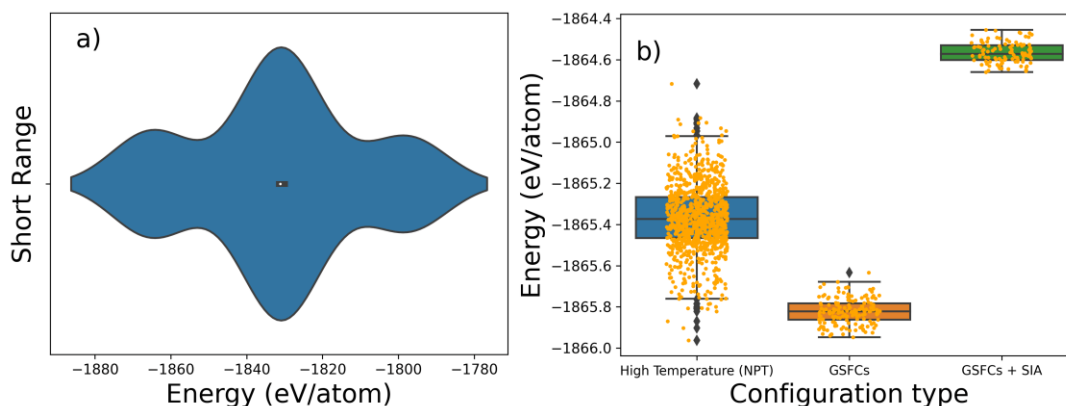 a)
Short Range
−1880 −1860 −1840 −1820 −1800 −1780
Energy (eV/atom)
b)
Energy (eV/atom)
−1864.4
−1864.6
−1864.8
−1865.0
−1865.2
−1865.4
−1865.6
−1865.8
−1866.0
High Temperature (NPT) GSFCs GSFCs + SIA
Configuration type